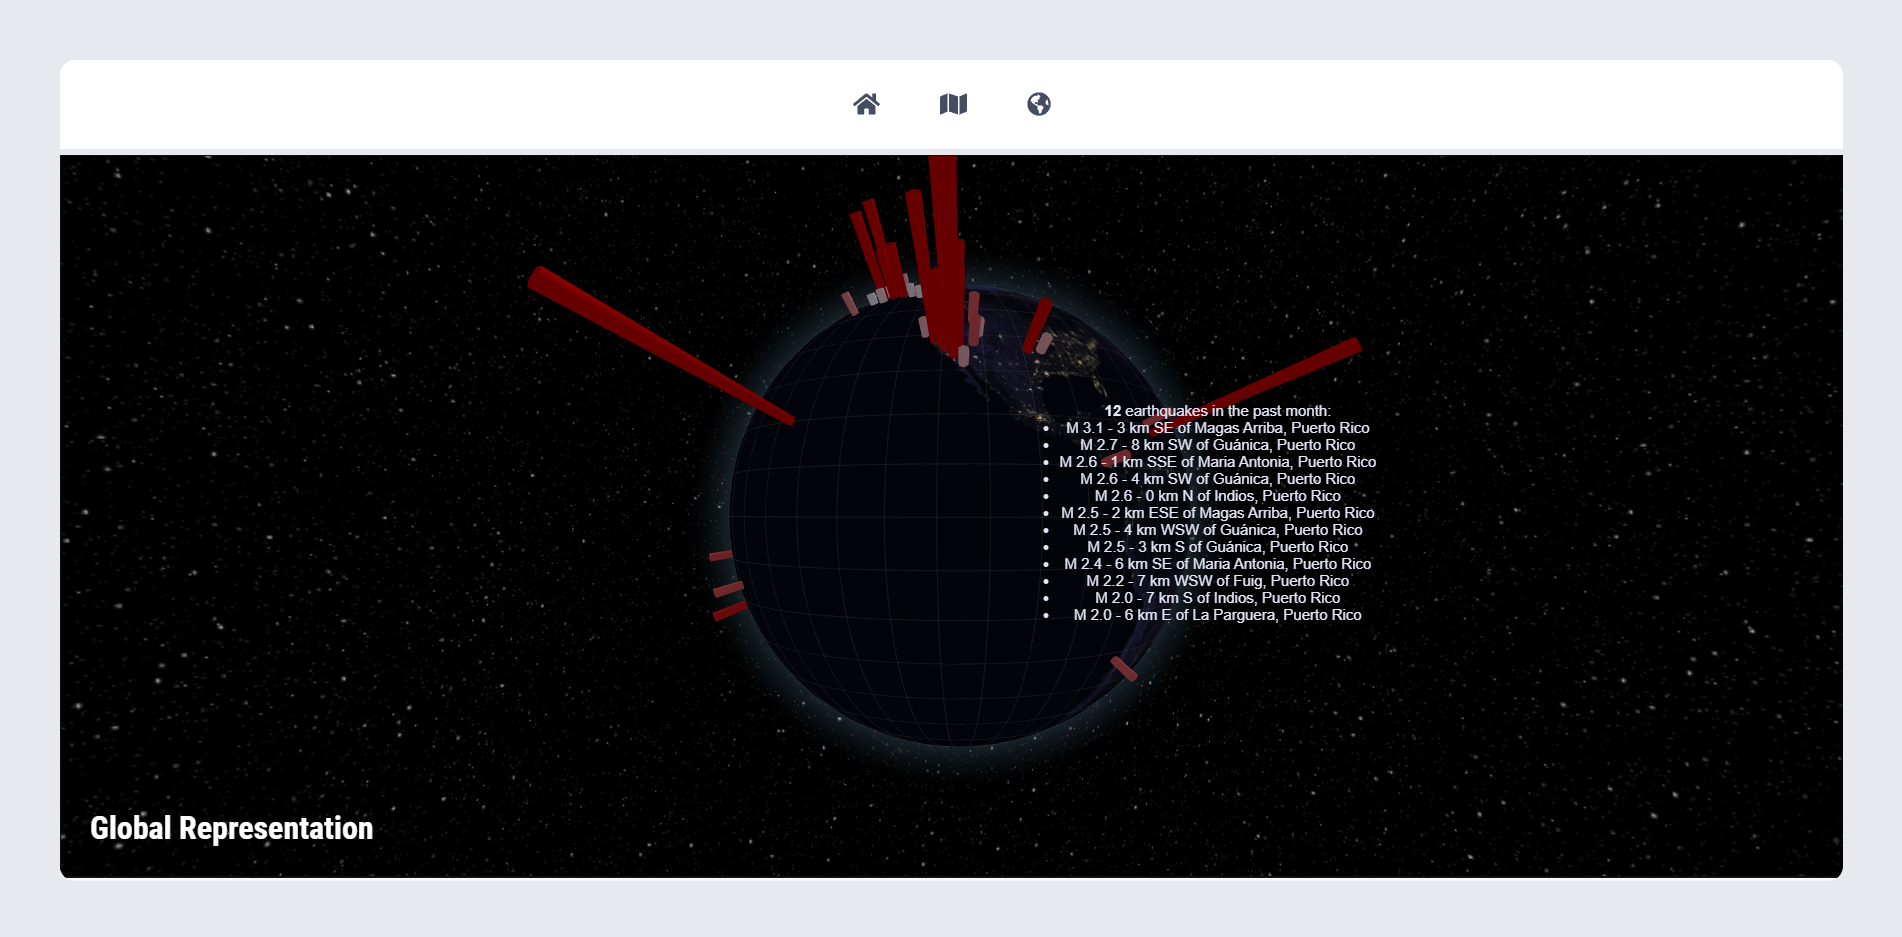 12 earthquakes in the past month:
M 3.1 - 3 km SE of Magas Arriba, Puerto Rico
M 2.7 - 8 km SW of Guánica, Puerto Rico
M 2.6 - 1 km SSE of Maria Antonia, Puerto Rico
M 2.6 - 4 km SW of Guánica, Puerto Rico
M 2.6 - 0 km N of Indios, Puerto Rico
M 2.5 - 2 km ESE of Magas Arriba, Puerto Rico
M 2.5 - 4 km WSW of Guánica, Puerto Rico
M 2.5 - 3 km S of Guánica, Puerto Rico
M 2.4 - 6 km SE of Maria Antonia, Puerto Rico
M 2.2 - 7 km WSW of Fuig, Puerto Rico
M 2.0 - 7 km S of Indios, Puerto Rico
M 2.0 - 6 km E of La Parguera, Puerto Rico
Global Representation